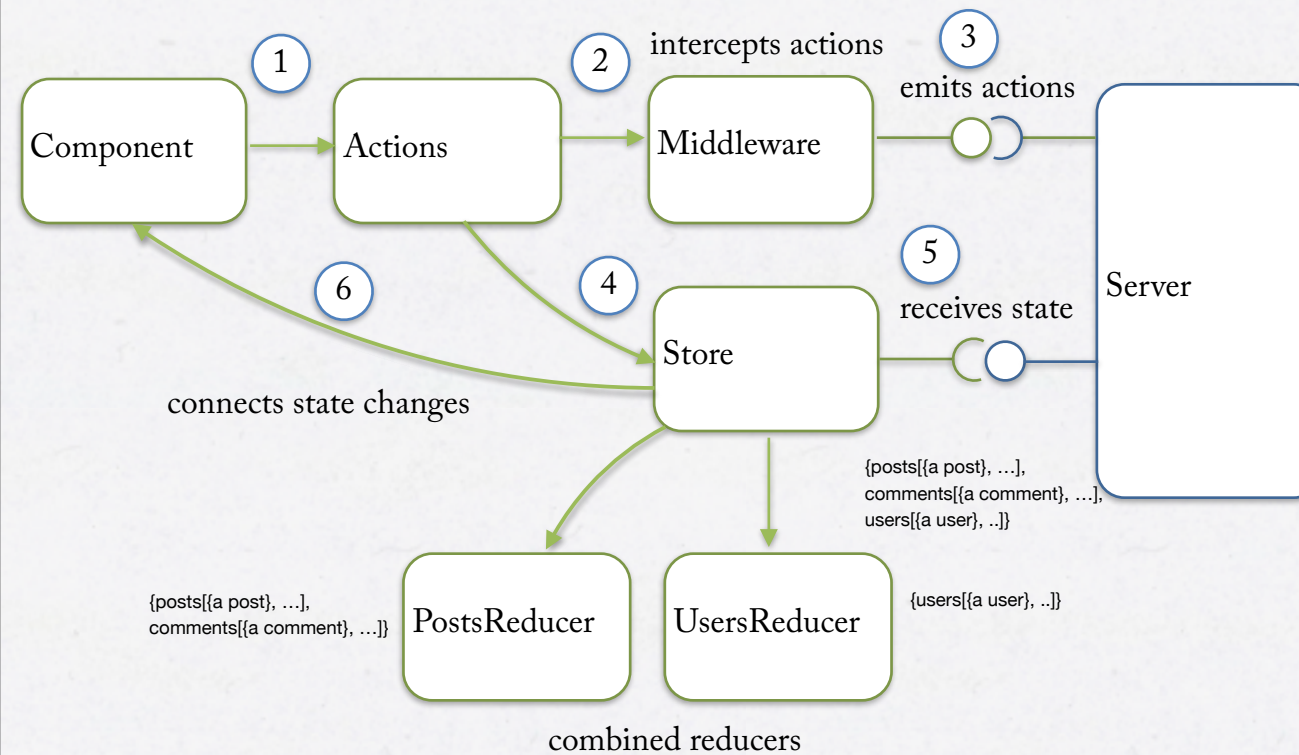 1
2
intercepts actions
3
emits actions
Component
Actions
Middleware
Server
6
4
5
receives state
Store
connects state changes
{posts[{a post}, …],
comments[{a comment}, …],
users[{a user}, ..]}
{posts[{a post}, …],
comments[{a comment}, …]}
PostsReducer
UsersReducer
{users[{a user}, ..]}
combined reducers